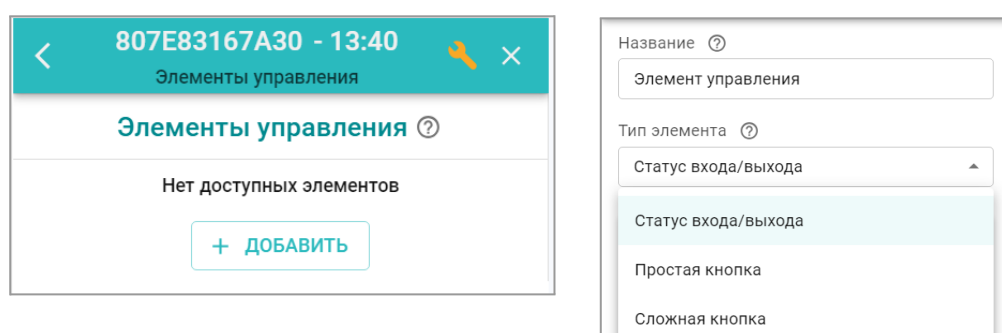 807E83167A30 - 13:40
Элементы управления
Элементы управления
Нет доступных элементов
+ ДОБАВИТЬ
Название
Элемент управления
Тип элемента
Статус входа/выхода
Статус входа/выхода
Простая кнопка
Сложная кнопка